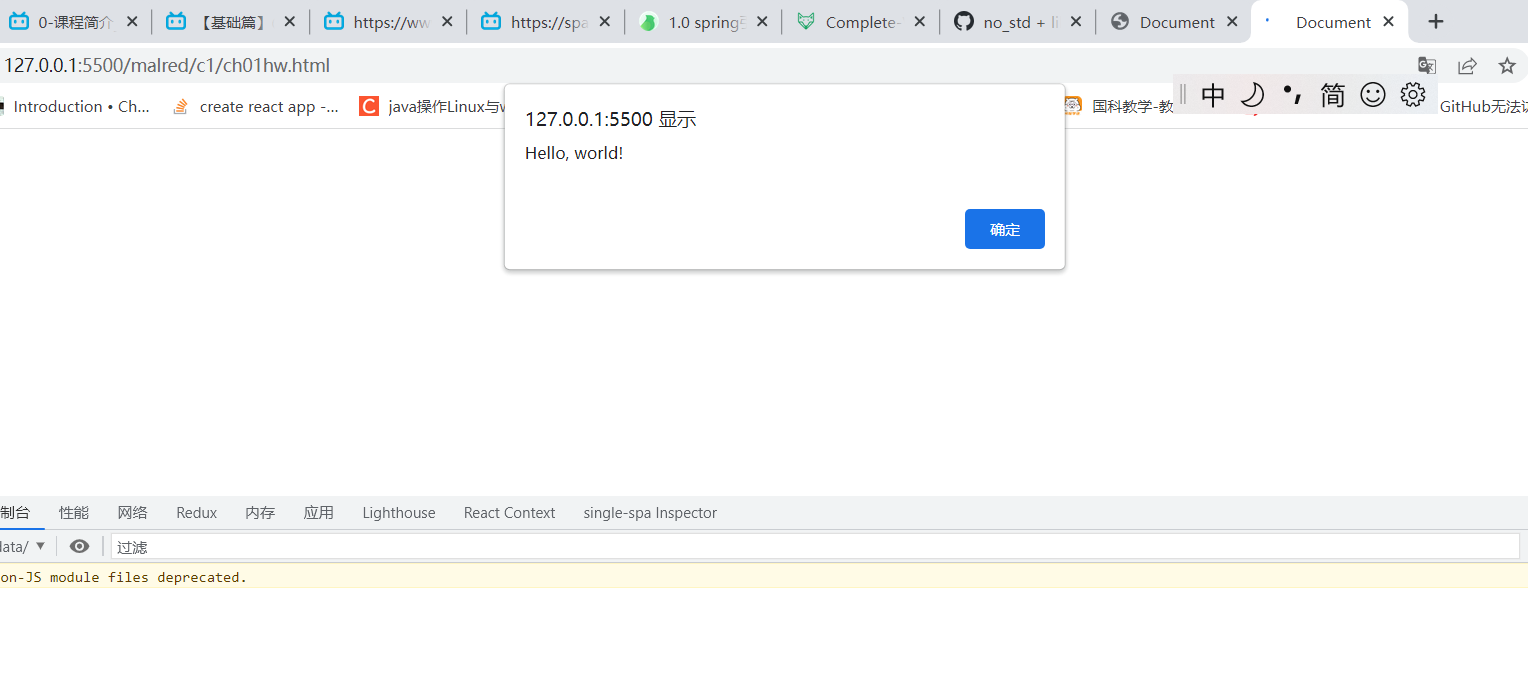 0-课程简介
【基础篇】
https://ww
https://spa
1.0 spring
Complete-
no_std + li
Document
Document
127.0.0.1:5500/malred/c1/ch01hw.html
Introduction • Ch...
create react app -...
java操作Linux与w
国科教学-教
中
简
GitHub无法访
127.0.0.1:5500 显示
Hello, world!
确定
制台
性能
网络
Redux
内存
应用
Lighthouse
React Context
single-spa Inspector
data/
过滤
on-JS module files deprecated.